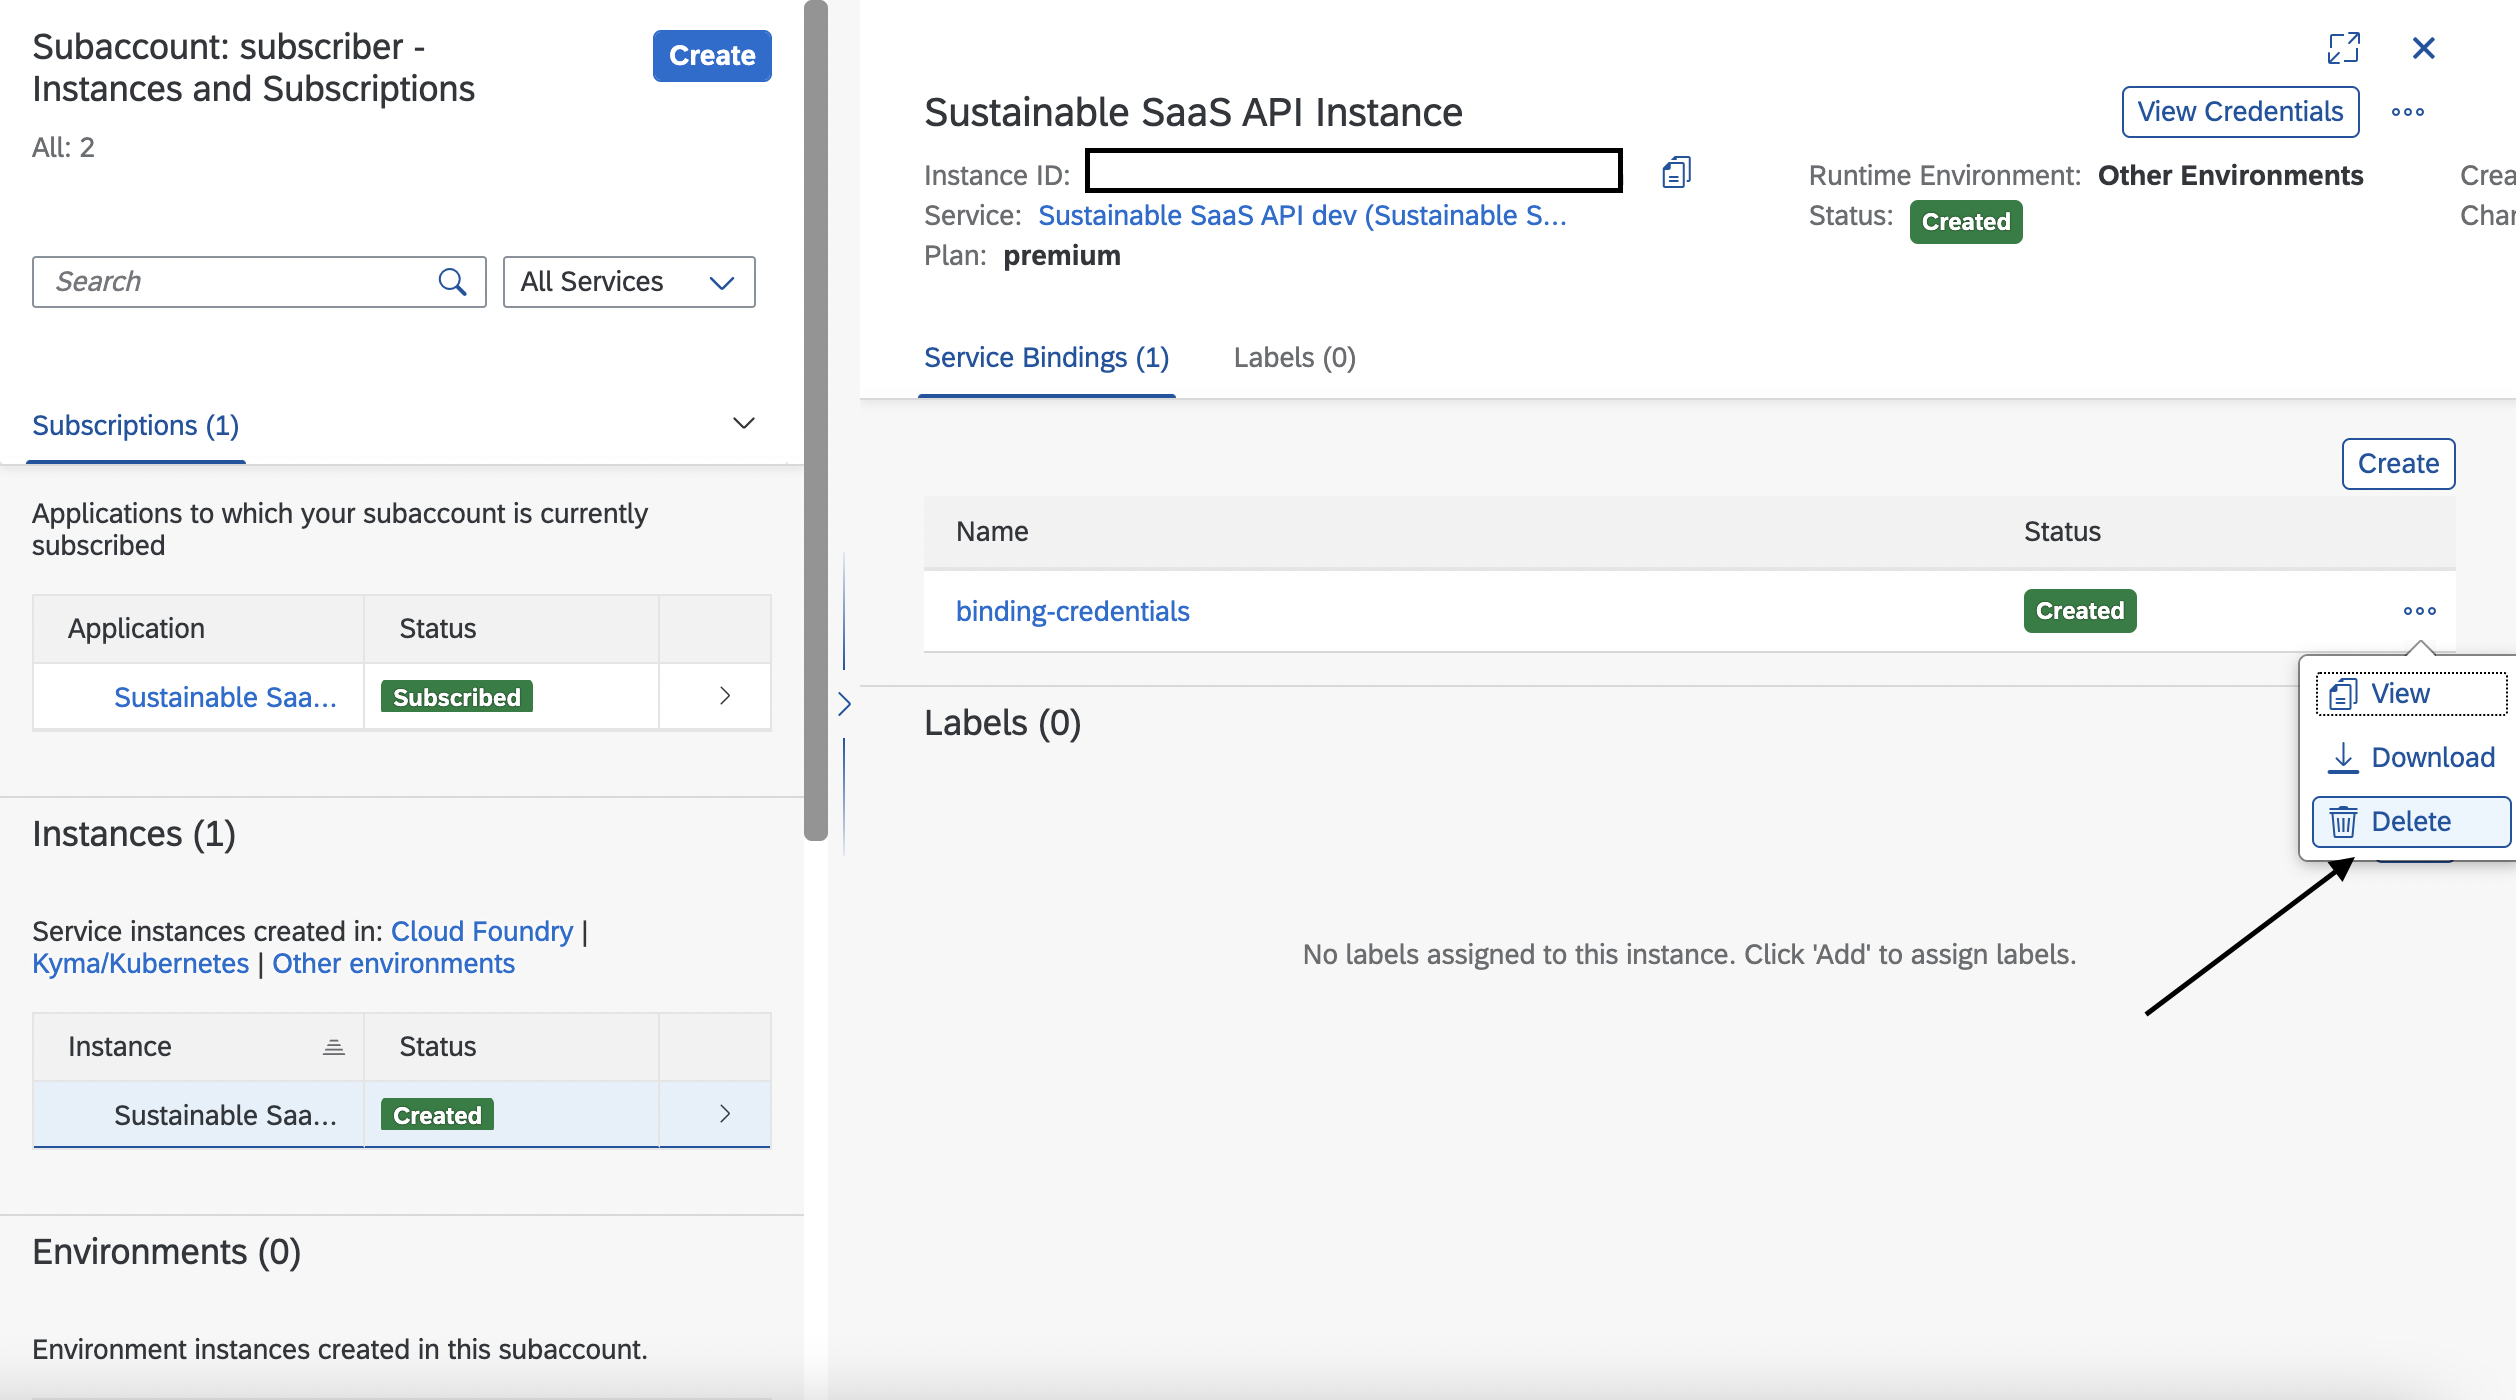 Subaccount: subscriber -
Instances and Subscriptions
Create
All: 2
Search
All Services
Subscriptions (1)
Applications to which your subaccount is currently
subscribed
Application Status
Sustainable Saa... Subscribed
Instances (1)
Service instances created in: Cloud Foundry |
Kyma/Kubernetes | Other environments
Instance Status
Sustainable Saa... Created
Environments (0)
Environment instances created in this subaccount.
Sustainable SaaS API Instance
View Credentials
Instance ID:
Service: Sustainable SaaS API dev (Sustainable S...
Plan: premium
Runtime Environment: Other Environments
Status: Created
Crea
Service Bindings (1) Labels (0)
Create
Name Status
binding-credentials Created
View
Download
Delete
Labels (0)
No labels assigned to this instance. Click 'Add' to assign labels.